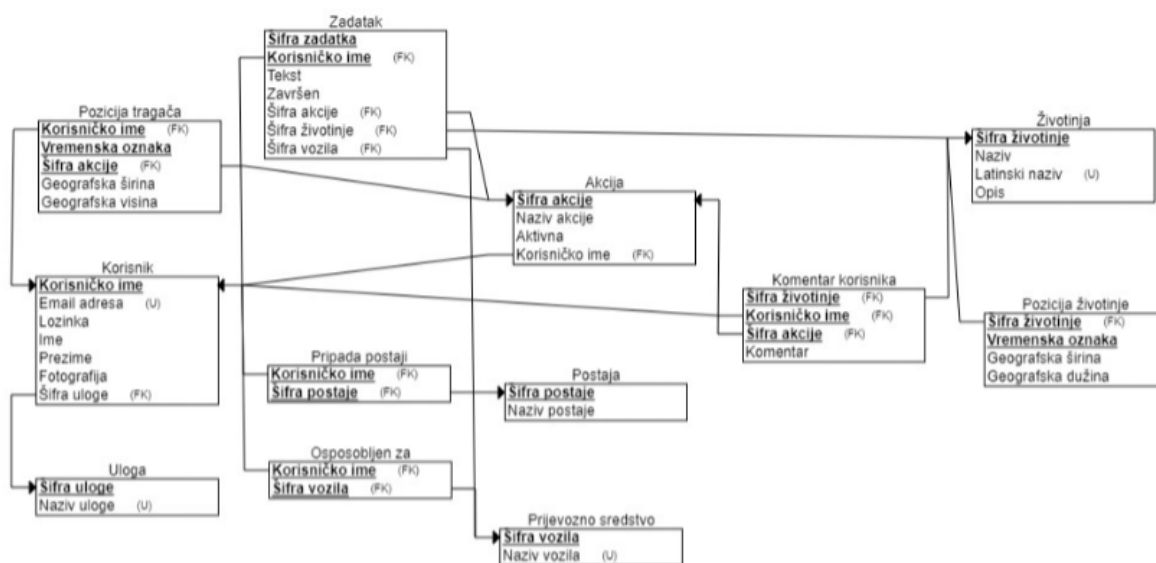 Zadatak
Šifra zadatka
Korisničko ime (FK)
Tekst
Završen
Šifra akcije (FK)
Šifra životinje (FK)
Šifra vozila (FK)
Pozicija tragača
Korisničko ime (FK)
Vremenska oznaka
Šifra akcije (FK)
Geografska širina
Geografska visina
Životinja
Šifra životinje
Naziv
Latinski naziv (U)
Opis
Akcija
Šifra akcije
Naziv akcije
Aktivna
Korisničko ime (FK)
Korisnik
Korisničko ime
Email adresa (U)
Lozinka
Ime
Prezime
Fotografija
Šifra uloge (FK)
Komentar korisnika
Šifra životinje (FK)
Korisničko ime (FK)
Šifra akcije (FK)
Komentar
Pozicija životinje
Šifra životinje (FK)
Vremenska oznaka
Geografska širina
Geografska dužina
Pripada postaji
Korisničko ime (FK)
Šifra postaje (FK)
Postaja
Šifra postaje
Naziv postaje
Uloga
Šifra uloge
Naziv uloge (U)
Osposobljen za
Korisničko ime (FK)
Šifra vozila (FK)
Prijevozno sredstvo
Šifra vozila
Naziv vozila (U)